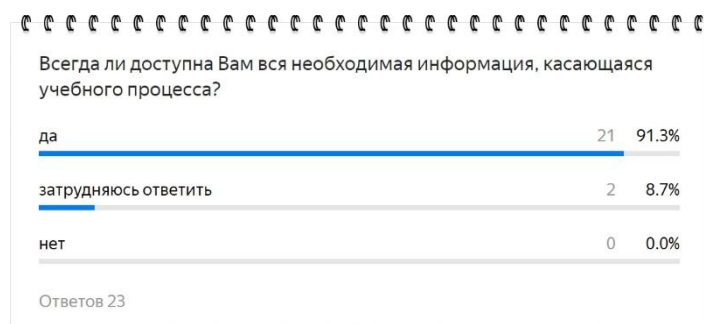 Всегда ли доступна Вам вся необходимая информация, касающаяся
учебного процесса?
да 21 91.3%
затрудняюсь ответить 2 8.7%
нет 0 0.0%
Ответов 23